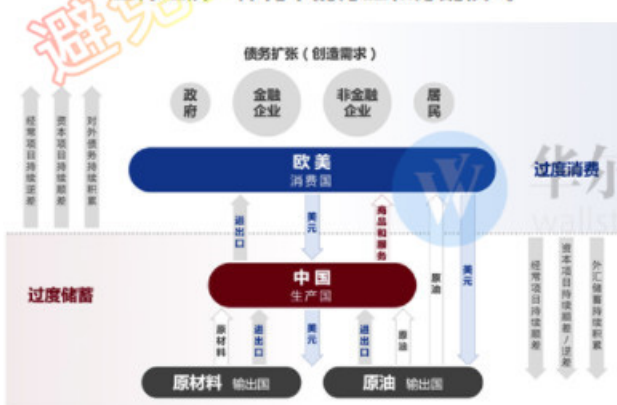 避免
债务扩张（创造需求）
政府
金融企业
非金融企业
居民
经常项目持续逆差
资本项目持续顺差
对外债务持续积累
欧美
消费国
过度消费
华尔
wallst
进出口
美元
商品和服务
原油
美元
过度储蓄
中国
生产国
经常项目持续顺差
资本项目持续顺差/逆差
外汇储蓄持续积累
原材料
进出口
美元
进出口
原油
原材料 输出国
原油 输出国